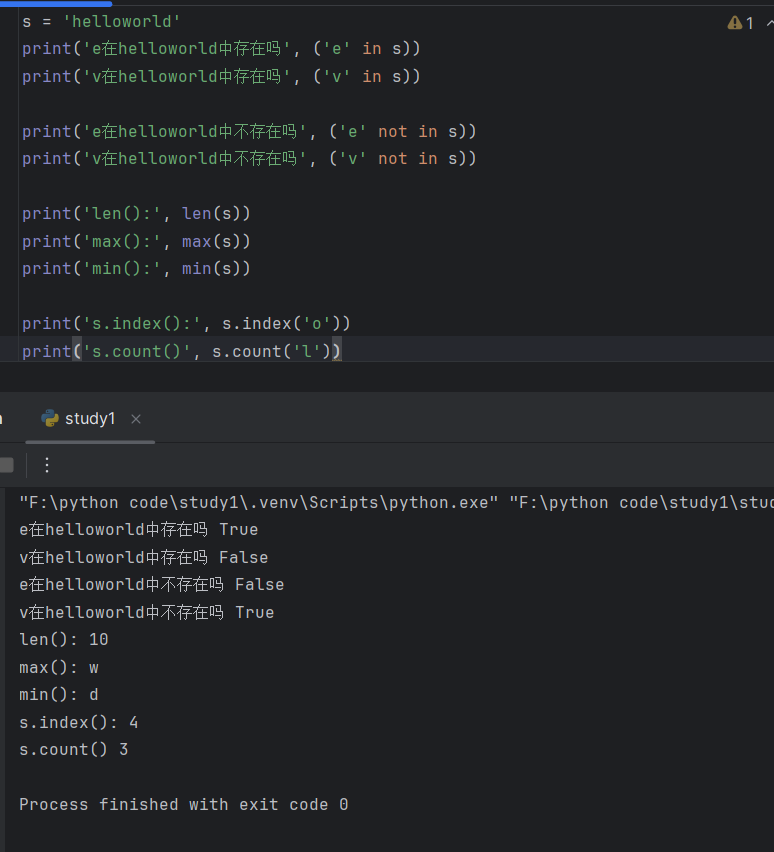 s = 'helloworld'
1
print('e在helloworld中存在吗', ('e' in s))
print('v在helloworld中存在吗', ('v' in s))
print('e在helloworld中不存在吗', ('e' not in s))
print('v在helloworld中不存在吗', ('v' not in s))
print('len():', len(s))
print('max():', max(s))
print('min():', min(s))
print('s.index():', s.index('o'))
print('s.count()', s.count('l'))
study1
"F:\python code\study1\.venv\Scripts\python.exe" "F:\python code\study1\stud
e在helloworld中存在吗 True
v在helloworld中存在吗 False
e在helloworld中不存在吗 False
v在helloworld中不存在吗 True
len(): 10
max(): w
min(): d
s.index(): 4
s.count() 3
Process finished with exit code 0